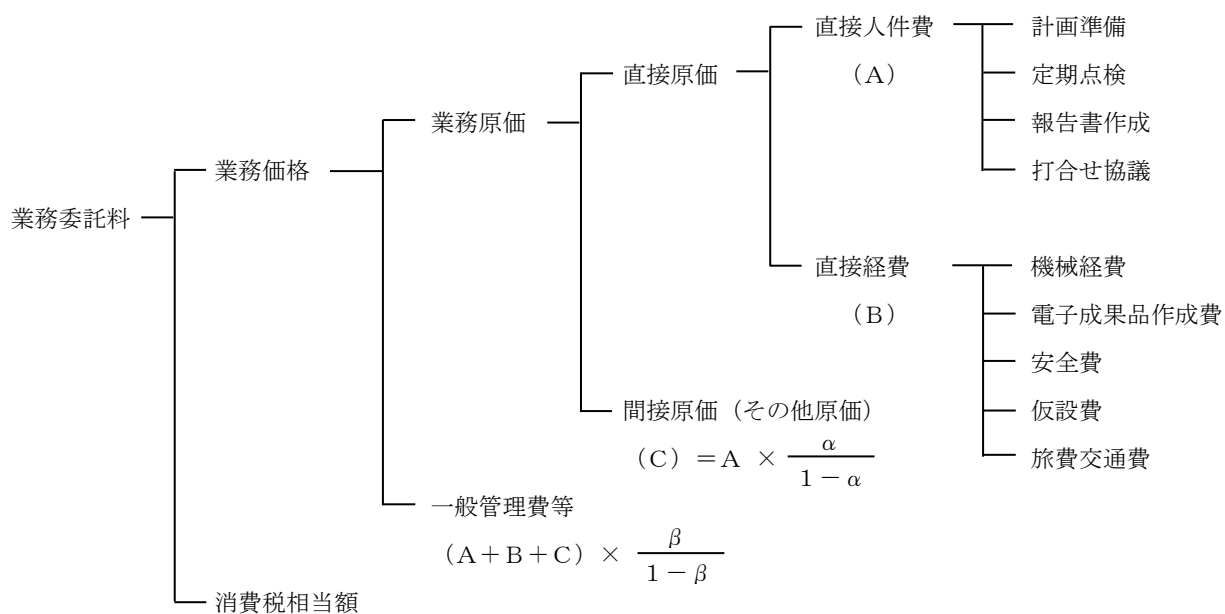 業務委託料
業務価格
業務原価
直接原価
直接人件費
（A）
計画準備
定期点検
報告書作成
打合せ協議
直接経費
（B）
機械経費
電子成果品作成費
安全費
仮設費
旅費交通費
間接原価（その他原価）
（C）＝A × α
1－α
一般管理費等
（A＋B＋C）× β
1－β
消費税相当額